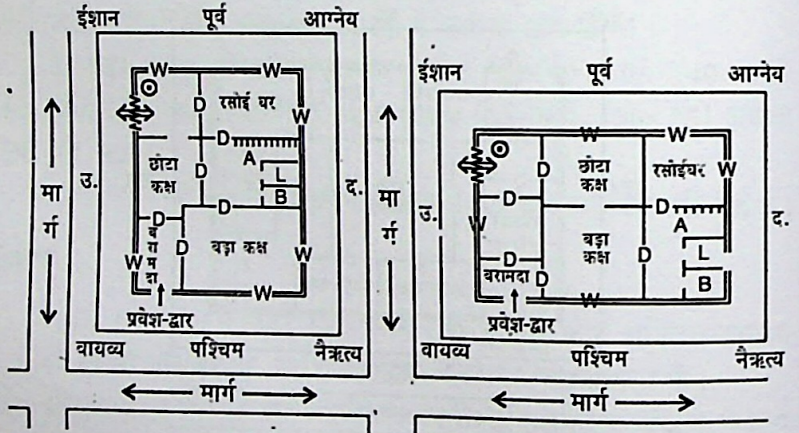 ईशान पूर्व आग्नेय
W W
D रसोई घर
W
D
छोटा कक्ष
D
A
L
B
D
उ.
द.
मार्ग
D
बरामदा
D
बड़ा कक्ष
W
W
W
प्रवेश-द्वार
वायव्य पश्चिम नैऋत्य
मार्ग
मार्ग
ईशान पूर्व आग्नेय
W W
D
छोटा कक्ष
रसोईघर
W
D
D
A
L
B
उ.
द.
W
बड़ा कक्ष
D
D
बरामदा
D
W
प्रवेश-द्वार
वायव्य पश्चिम नैऋत्य
मार्ग